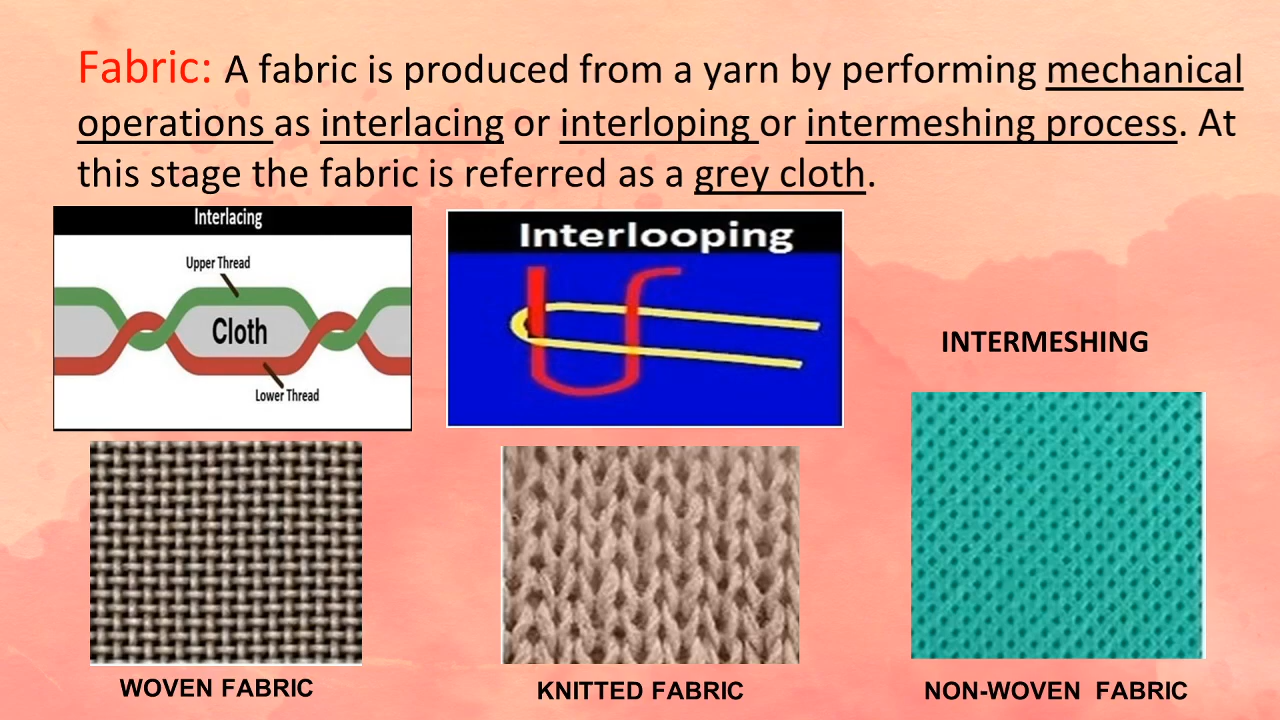 Fabric: A fabric is produced from a yarn by performing mechanical
operations as interlacing or interloping or intermeshing process. At
this stage the fabric is referred as a grey cloth.
Interlacing
Upper Thread
Cloth
Lower Thread
Interlooping
INTERMESHING
WOVEN FABRIC
KNITTED FABRIC
NON-WOVEN FABRIC